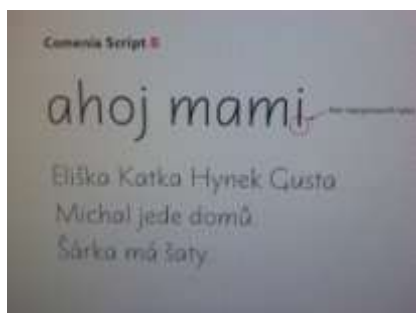 Comenia Script B
ahoj mami
Eliška Katka Hynek Gusta
Michal jede domů.
Šárka má šaty.